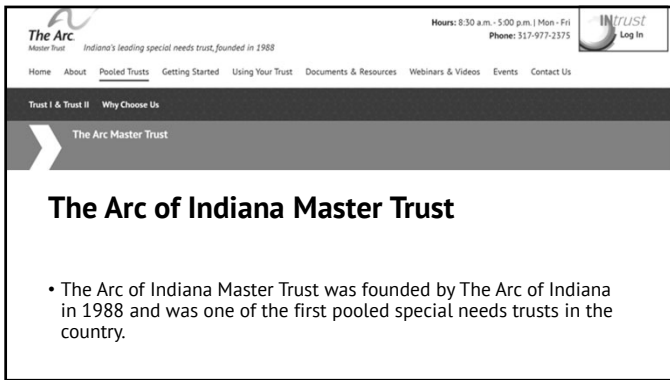 The Arc
Master Trust
Indiana's leading special needs trust, founded in 1988
Hours: 8:30 a.m. - 5:00 p.m. | Mon - Fri
Phone: 317-977-2375
INtrust
Log In
Home About Pooled Trusts Getting Started Using Your Trust Documents & Resources Webinars & Videos Events Contact Us
Trust I & Trust II Why Choose Us
The Arc Master Trust
The Arc of Indiana Master Trust
• The Arc of Indiana Master Trust was founded by The Arc of Indiana
in 1988 and was one of the first pooled special needs trusts in the
country.